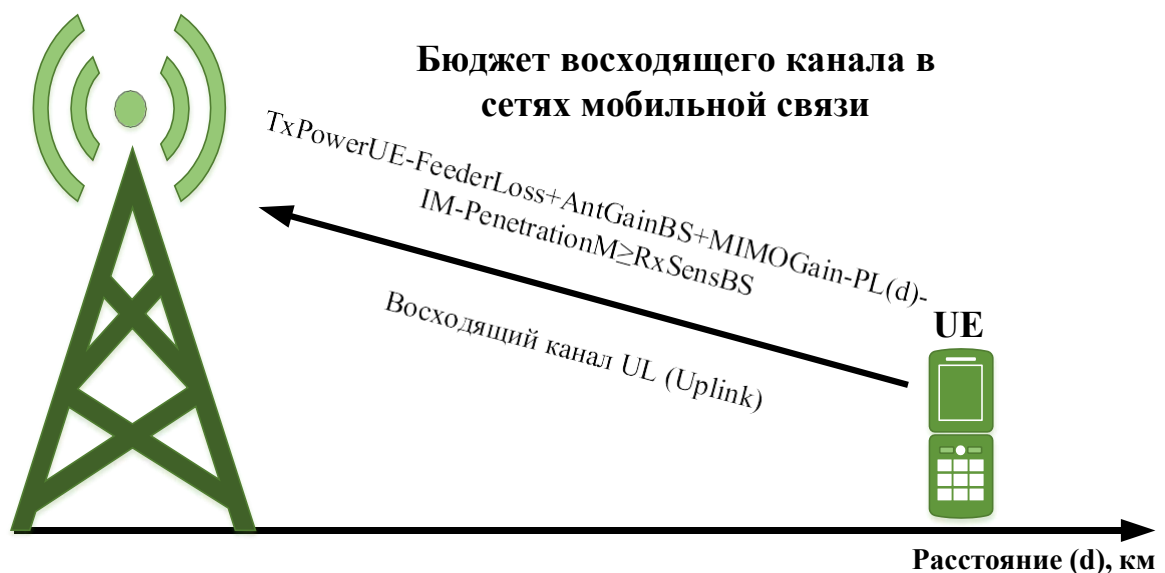 Бюджет восходящего канала в
сетях мобильной связи
TxPowerUE-FeederLoss+AntGainBS+MIMOGain-PL(d)-
IM-PenetrationM≥RxSensBS
Восходящий канал UL (Uplink)
UE
Расстояние (d), км